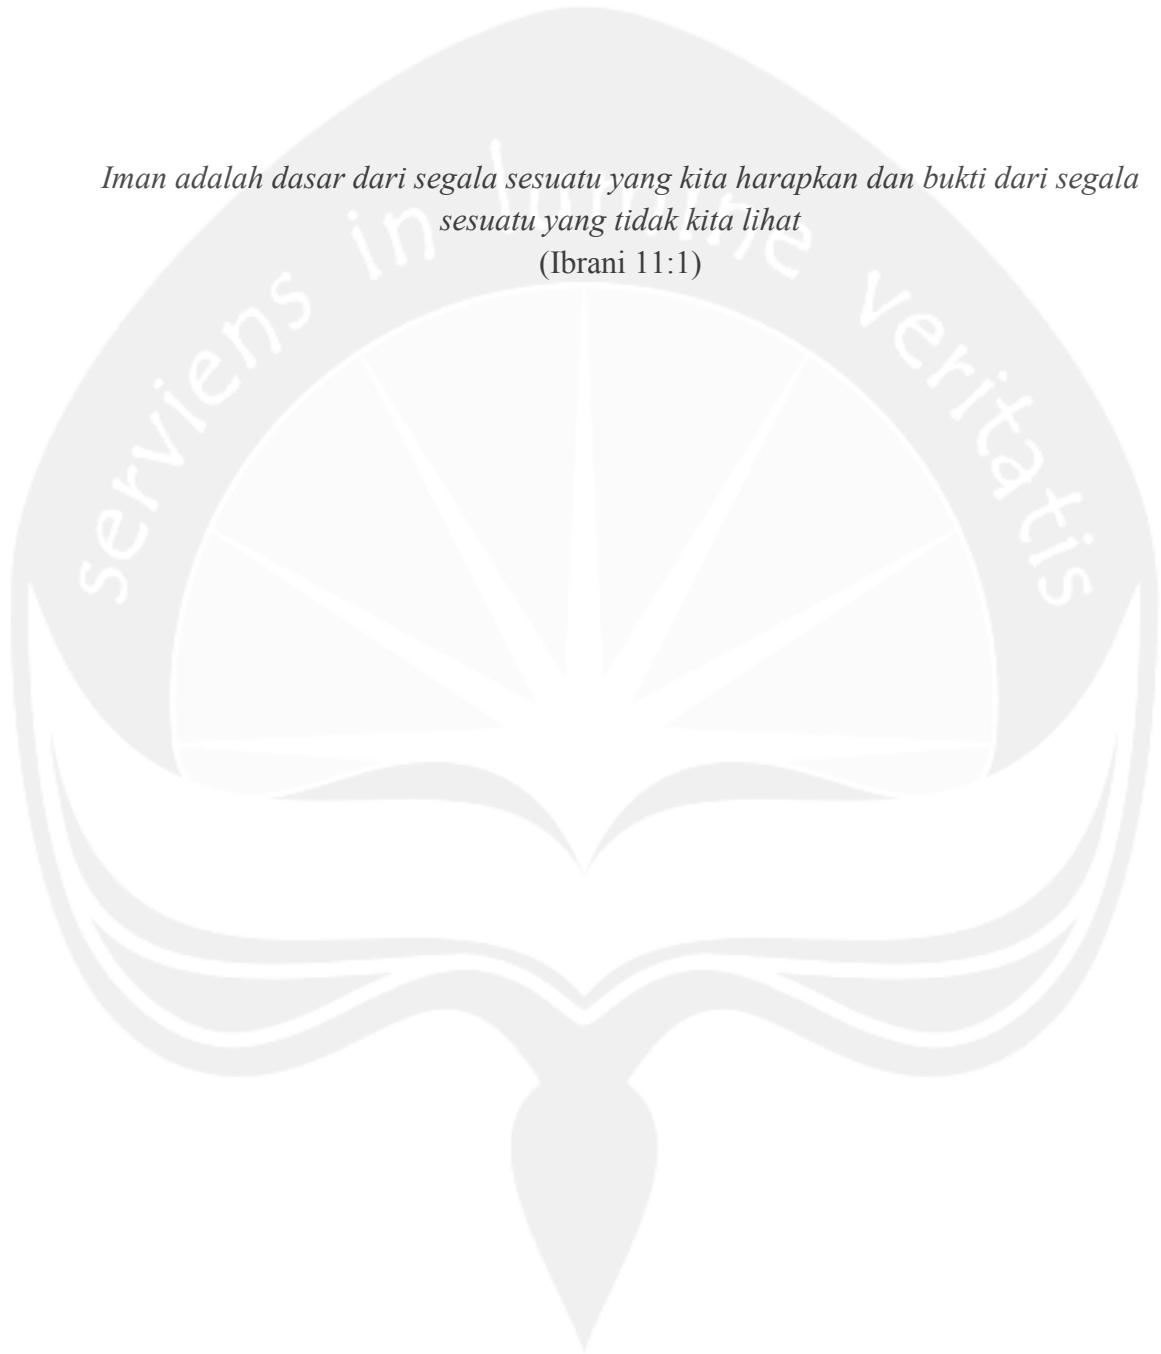 Iman adalah dasar dari segala sesuatu yang kita harapkan dan bukti dari segala
sesuatu yang tidak kita lihat
(Ibrani 11:1)
serviens in lumine veritatis